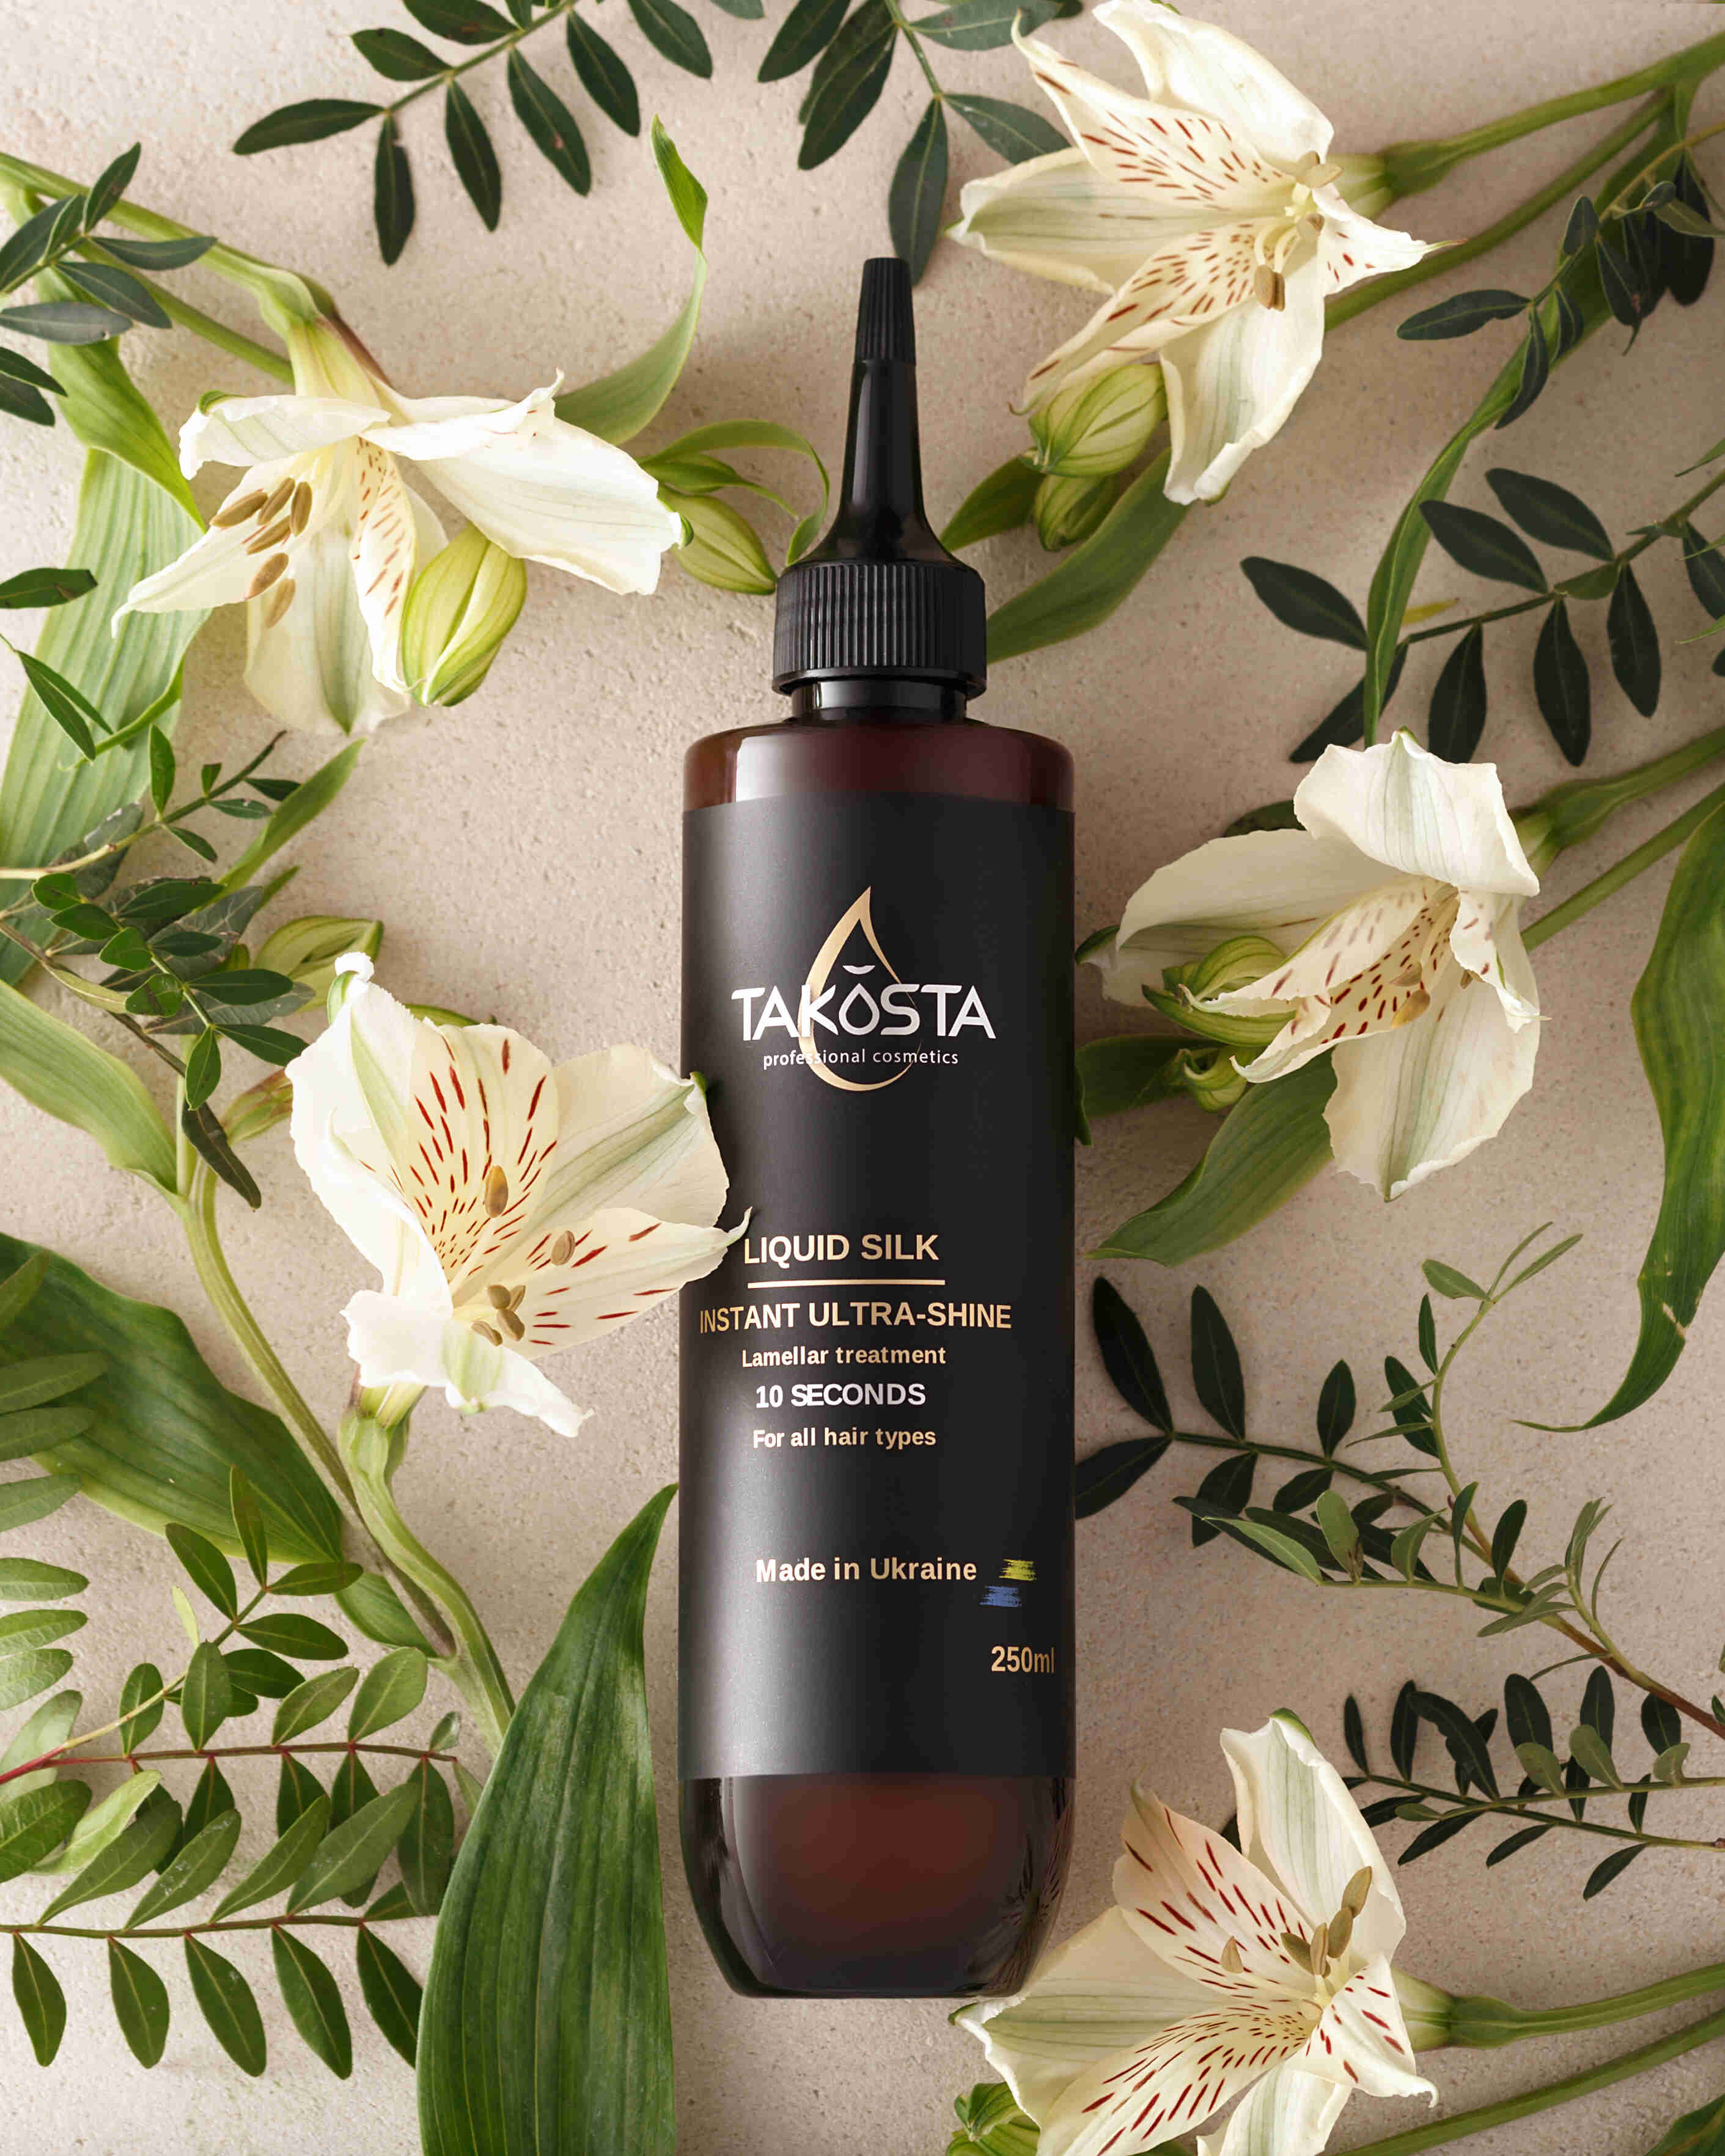 TAKŎSTA
professional cosmetics
LIQUID SILK
INSTANT ULTRA-SHINE
Lamellar treatment
10 SECONDS
For all hair types
Made in Ukraine
250ml